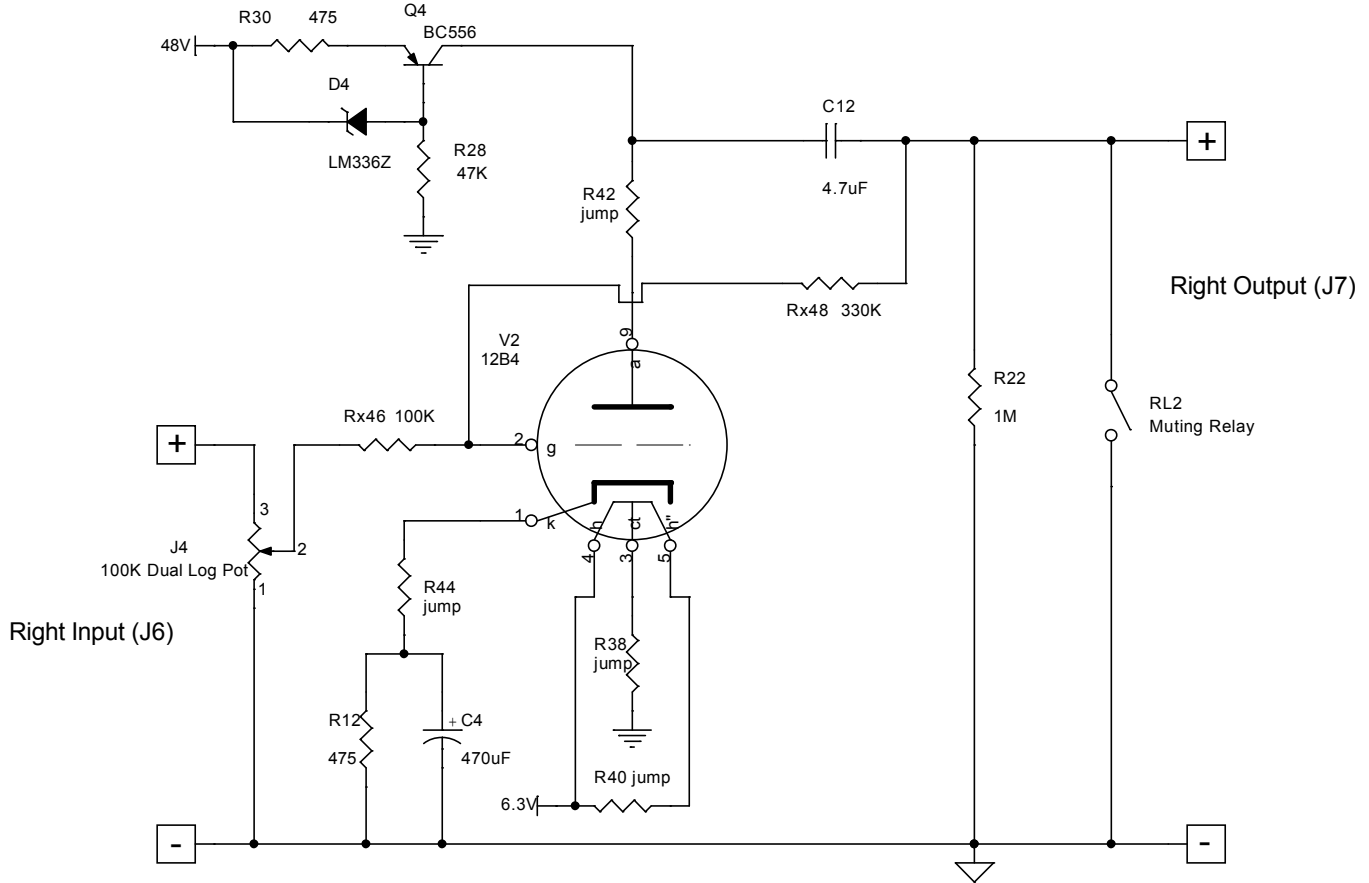 R30 475
Q4
BC556
48V
D4
LM336Z
R28
47K
C12
4.7uF
+
R42
jump
Rx48 330K
Right Output (J7)
V2
12B4
9
a
R22
1M
RL2
Muting Relay
Rx46 100K
+
2
g
3
2
1
J4
100K Dual Log Pot
1
k
h
ct
h"
4
3
5
Right Input (J6)
R44
jump
R38
jump
R12
475
+ C4
470uF
R40 jump
6.3V
-
-